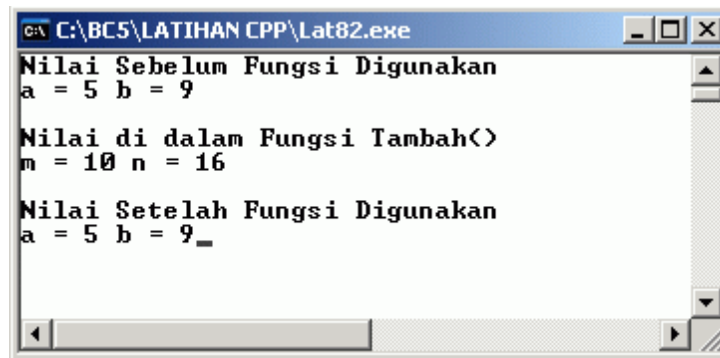 C:\BC5\LATIHAN CPP\Lat82.exe
Nilai Sebelum Fungsi Digunakan
a = 5 b = 9
Nilai di dalam Fungsi Tambah()
m = 10 n = 16
Nilai Setelah Fungsi Digunakan
a = 5 b = 9_